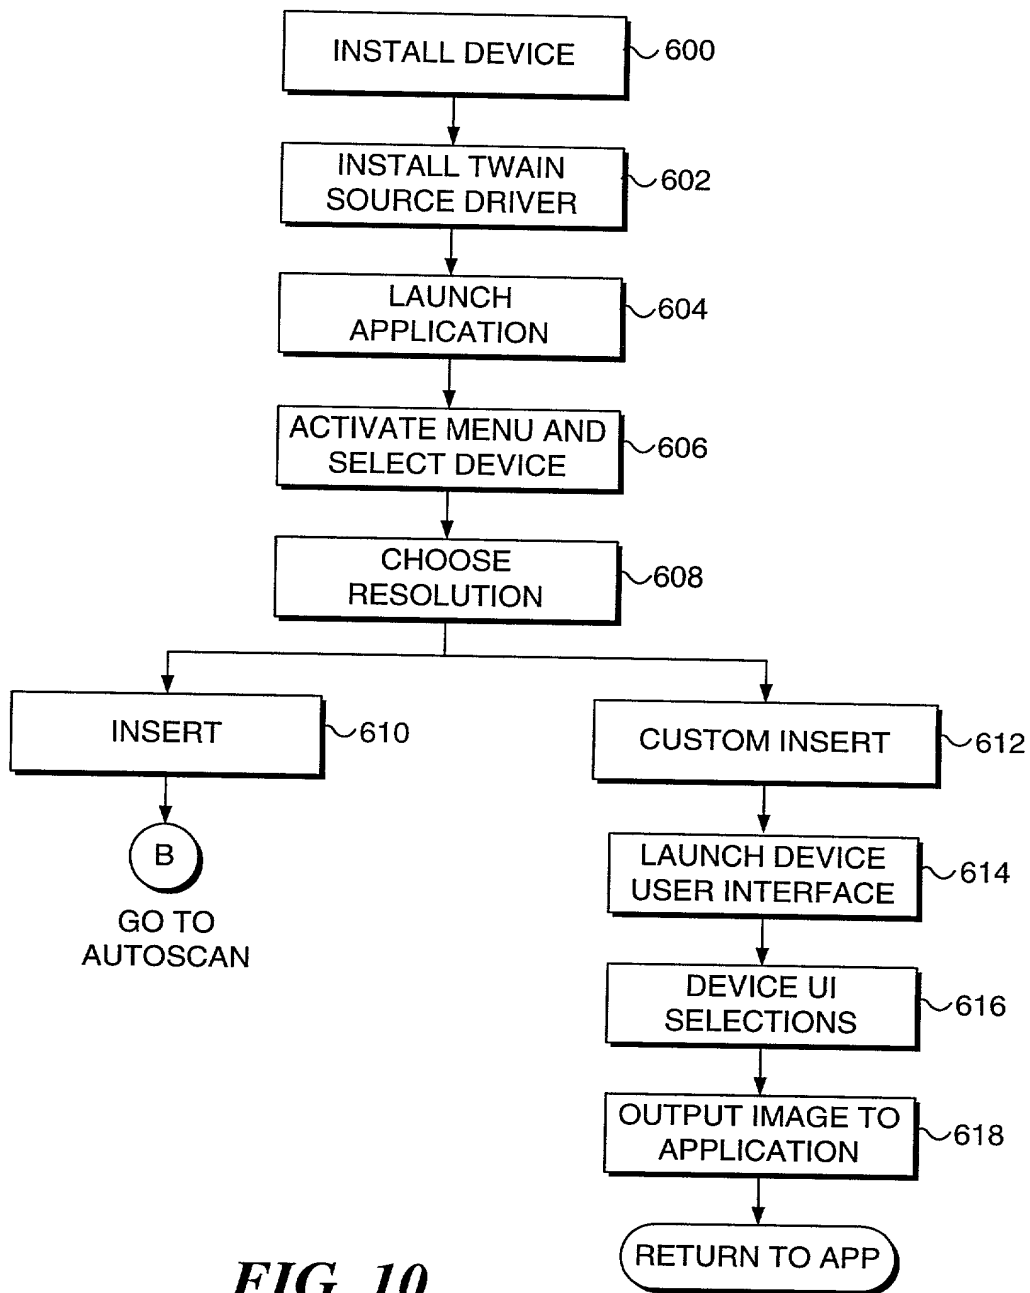 INSTALL DEVICE
600
INSTALL TWAIN
SOURCE DRIVER
602
LAUNCH
APPLICATION
604
ACTIVATE MENU AND
SELECT DEVICE
606
CHOOSE
RESOLUTION
608
INSERT
610
B
GO TO
AUTOSCAN
CUSTOM INSERT
612
LAUNCH DEVICE
USER INTERFACE
614
DEVICE UI
SELECTIONS
616
OUTPUT IMAGE TO
APPLICATION
618
RETURN TO APP
FIG. 10